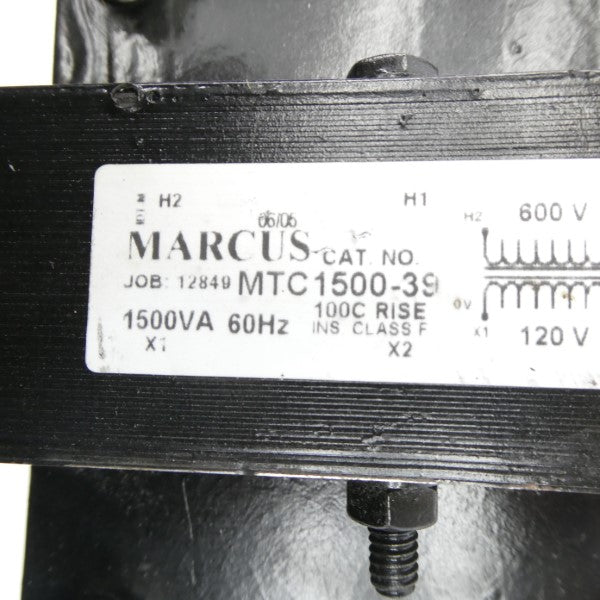 H2 H1
06/05
MARCUS CAT. NO.
JOB: 12849 MTC1500-39
1500VA 60Hz 100C RISE
INS CLASS F
X1 X2
H2 600 V
0V
X1 120 V